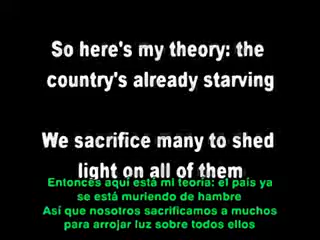 So here's my theory: the
country's already starving
We sacrifice many to shed
light on all of them
Entonces aquí está mi teoría: el país ya
se está muriendo de hambre
Así que nosotros sacrificamos a muchos
para arrojar luz sobre todos ellos